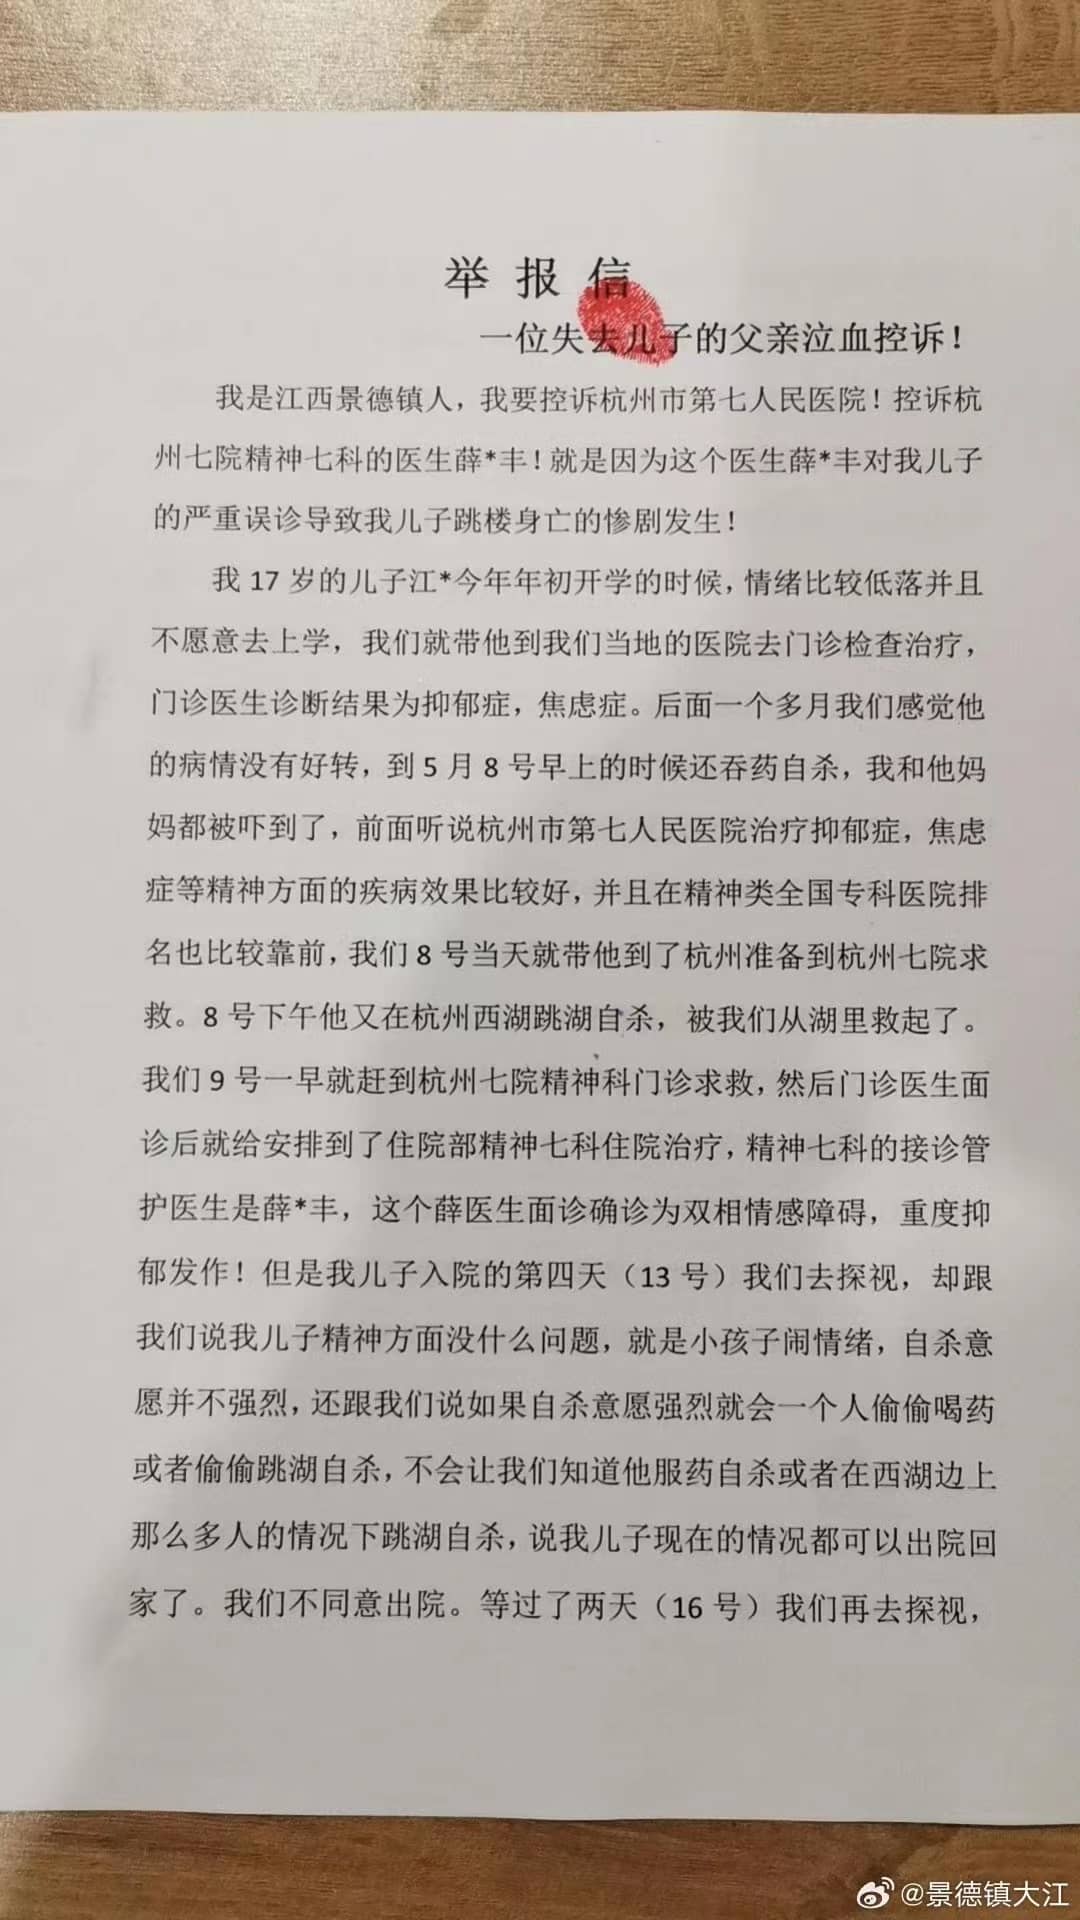 举 报 信
一位失去儿子的父亲泣血控诉！
我是江西景德镇人，我要控诉杭州市第七人民医院！控诉杭
州七院精神七科的医生薛*丰！就是因为这个医生薛*丰对我儿子
的严重误诊导致我儿子跳楼身亡的惨剧发生！
我 17 岁的儿子江*今年年初开学的时候，情绪比较低落并且
不愿意去上学，我们就带他到我们当地的医院去门诊检查治疗，
门诊医生诊断结果为抑郁症，焦虑症。后面一个多月我们感觉他
的病情没有好转，到 5 月 8 号早上的时候还吞药自杀，我和他妈
妈都被吓到了，前面听说杭州市第七人民医院治疗抑郁症，焦虑
症等精神方面的疾病效果比较好，并且在精神类全国专科医院排
名也比较靠前，我们 8 号当天就带他到了杭州准备到杭州七院求
救。8 号下午他又在杭州西湖跳湖自杀，被我们从湖里救起了。
我们 9 号一早就赶到杭州七院精神科门诊求救，然后门诊医生面
诊后就给安排到了住院部精神七科住院治疗，精神七科的接诊管
护医生是薛*丰，这个薛医生面诊确诊为双相情感障碍，重度抑
郁发作！但是我儿子入院的第四天（13 号）我们去探视，却跟
我们说我儿子精神方面没什么问题，就是小孩子闹情绪，自杀意
愿并不强烈，还跟我们说如果自杀意愿强烈就会一个人偷偷喝药
或者偷偷跳湖自杀，不会让我们知道他服药自杀或者在西湖边上
那么多人的情况下跳湖自杀，说我儿子现在的情况都可以出院回
家了。我们不同意出院。等过了两天（16 号）我们再去探视，
@景德镇大江